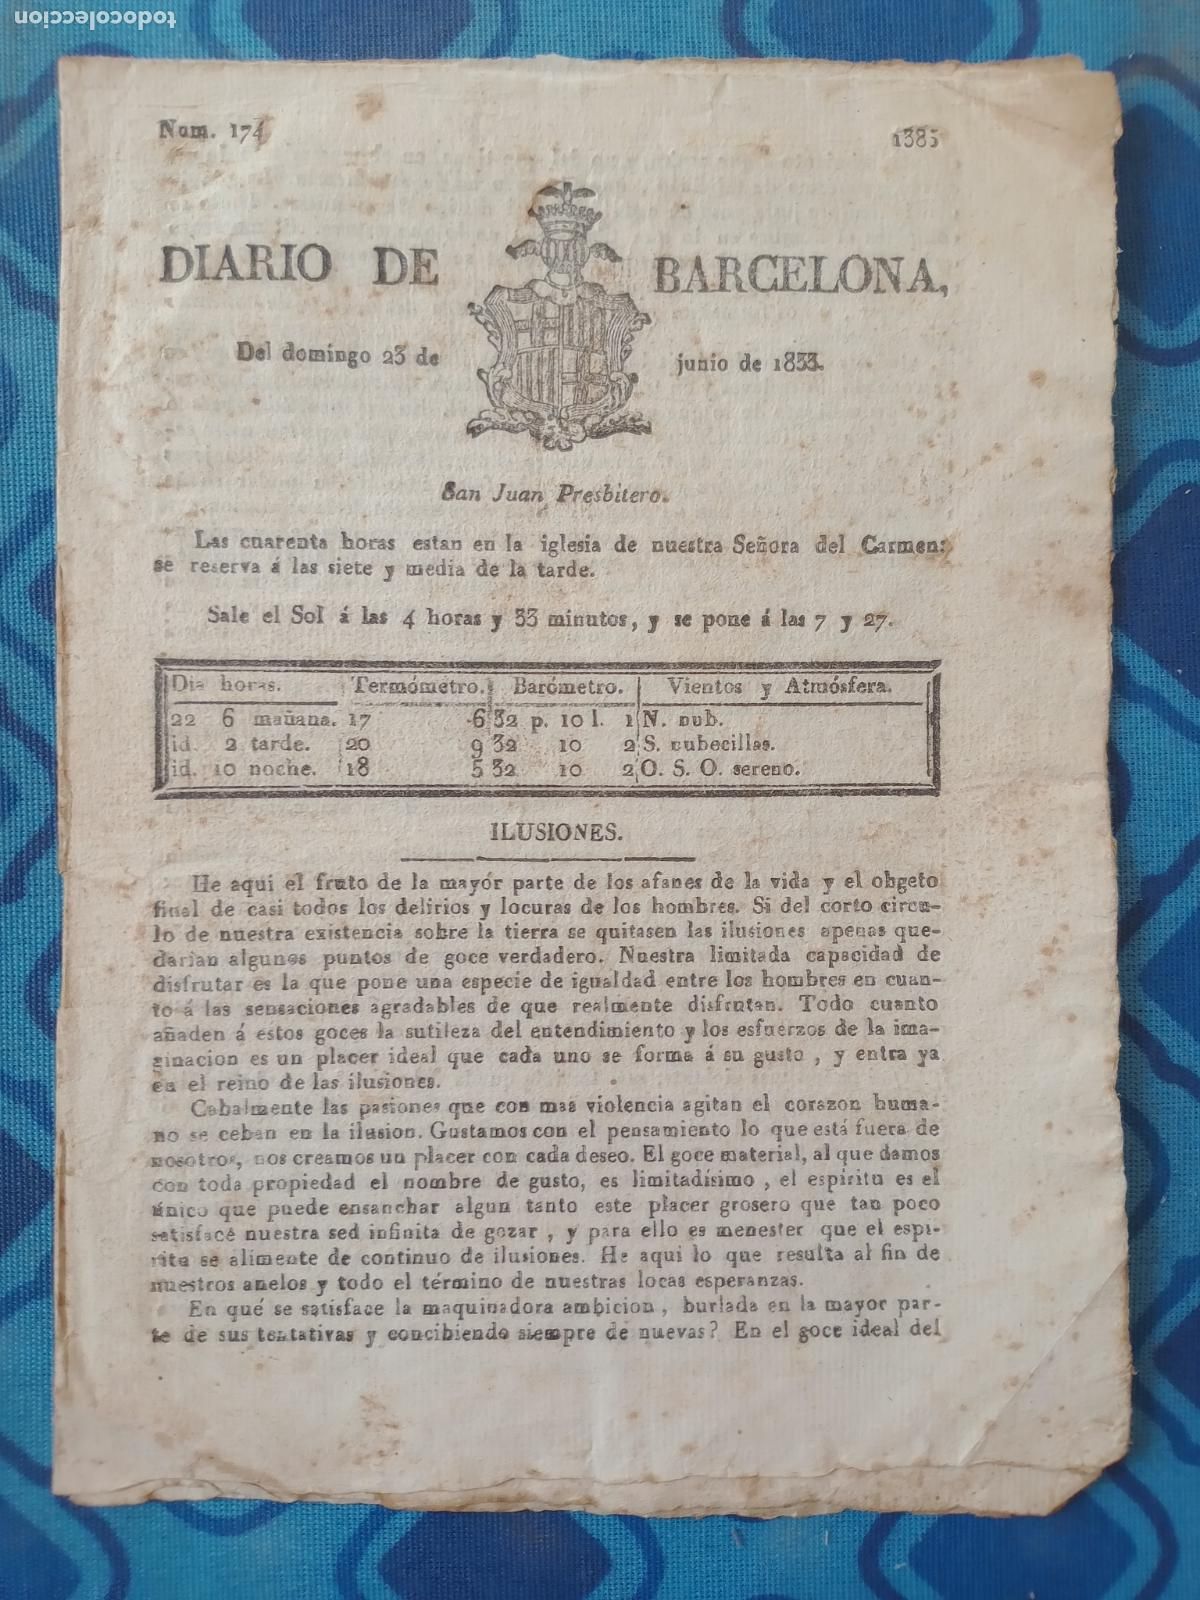 todocoleccion
Num. 174
1385
DIARIO DE BARCELONA,
Del domingo 23 de junio de 1833.
San Juan Presbitero.
Las cuarenta horas estan en la iglesia de nuestra Señora del Carmen:
se reserva á las siete y media de la tarde.
Sale el Sol á las 4 horas y 33 minutos, y se pone á las 7 y 27.
Dia horas. Termómetro. Barómetro. Vientos y Atmósfera.
22 6 mañana. 17 6 32 p. 10 l. 1 N. nub.
id. 2 tarde. 20 9 32 10 2 S. nubecillas.
id. 10 noche. 18 5 32 10 2 O. S. O. sereno.
ILUSIONES.
He aqui el fruto de la mayor parte de los afanes de la vida y el obgeto
final de casi todos los delirios y locuras de los hombres. Si del corto circu-
lo de nuestra existencia sobre la tierra se quitasen las ilusiones apenas que-
darian algunos puntos de goce verdadero. Nuestra limitada capacidad de
disfrutar es la que pone una especie de igualdad entre los hombres en cuan-
to á las sensaciones agradables de que realmente disfrutan. Todo cuanto
añaden á estos goces la sutileza del entendimiento y los esfuerzos de la ima-
ginacion es un placer ideal que cada uno se forma á su gusto, y entra ya
en el reino de las ilusiones.
Cabalmente las pasiones que con mas violencia agitan el corazon huma-
no se ceban en la ilusion. Gustamos con el pensamiento lo que está fuera de
nosotros, nos creamos un placer con cada deseo. El goce material, al que damos
con toda propiedad el nombre de gusto, es limitadísimo, el espíritu es el
único que puede ensanchar algun tanto este placer grosero que tan poco
satisface nuestra sed infinita de gozar, y para ello es menester que el espí-
ritu se alimente de continuo de ilusiones. He aqui lo que resulta al fin de
nuestros anelos y todo el término de nuestras locas esperanzas.
En qué se satisface la maquinadora ambicion, burlada en la mayor par-
te de sus tentativas y concibiendo siempre de nuevas? En el goce ideal del